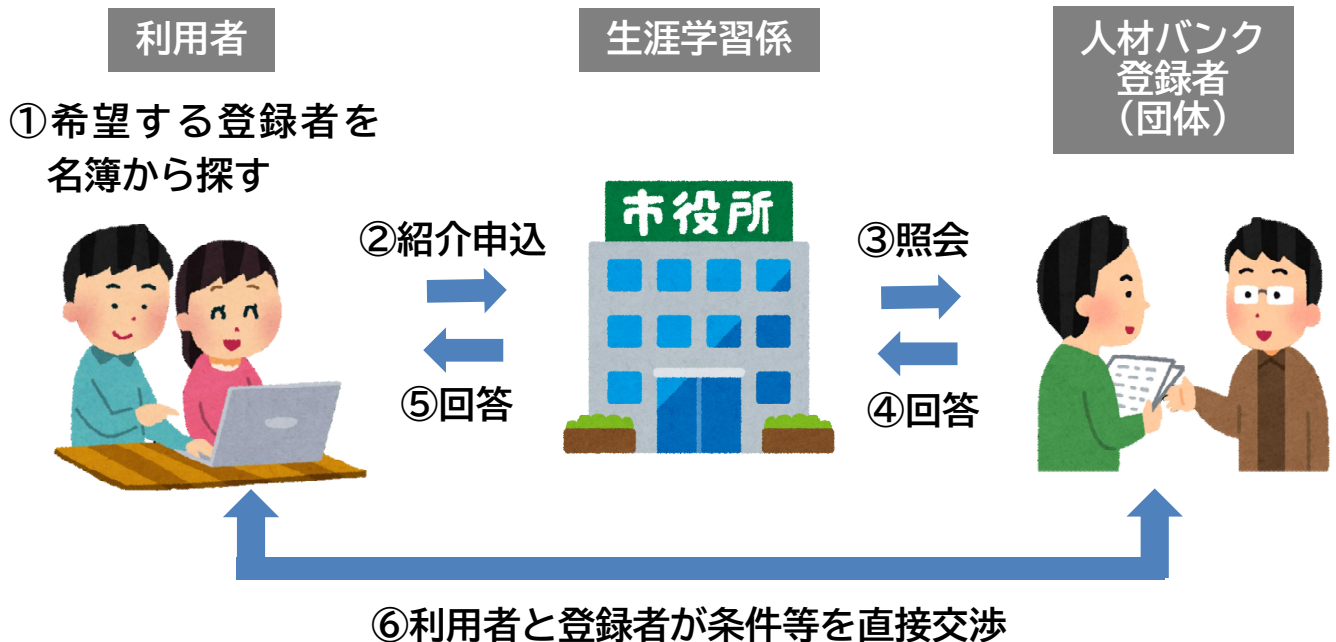 利用者
生涯学習係
人材バンク
登録者
（団体）
①希望する登録者を
名簿から探す
市役所
②紹介申込
③照会
⑤回答
④回答
⑥利用者と登録者が条件等を直接交渉